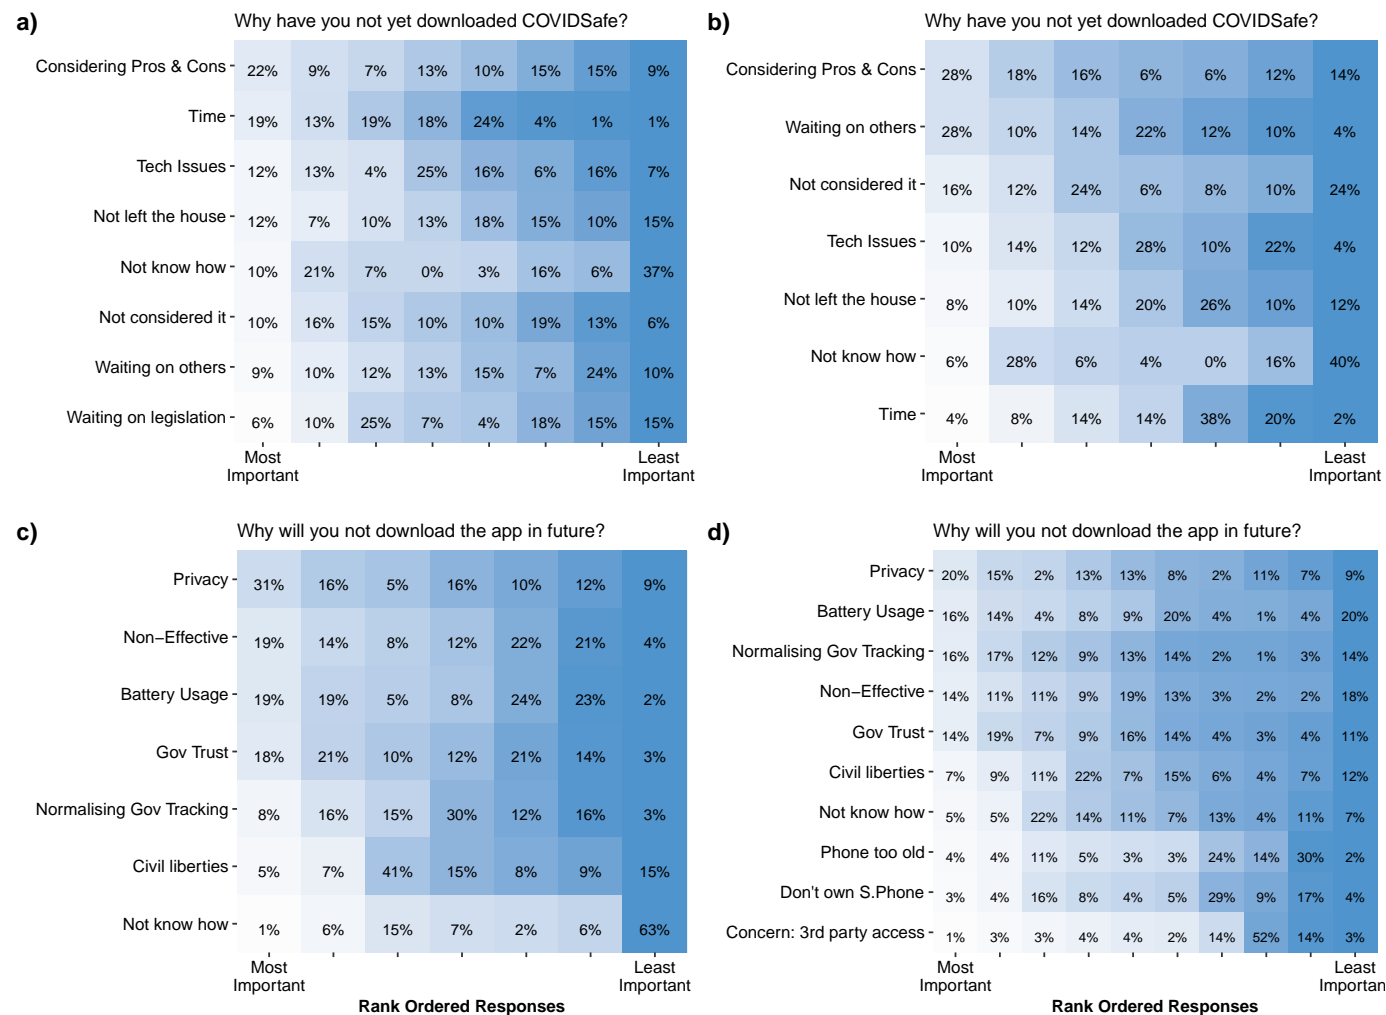 a)
Why have you not yet downloaded COVIDSafe?
Considering Pros & Cons 22% 9% 7% 13% 10% 15% 15% 9%
Time 19% 13% 19% 18% 24% 4% 1% 1%
Tech Issues 12% 13% 4% 25% 16% 6% 16% 7%
Not left the house 12% 7% 10% 13% 18% 15% 10% 15%
Not know how 10% 21% 7% 0% 3% 16% 6% 37%
Not considered it 10% 16% 15% 10% 10% 19% 13% 6%
Waiting on others 9% 10% 12% 13% 15% 7% 24% 10%
Waiting on legislation 6% 10% 25% 7% 4% 18% 15% 15%
Most Least
Important Important
b)
Why have you not yet downloaded COVIDSafe?
Considering Pros & Cons 28% 18% 16% 6% 6% 12% 14%
Waiting on others 28% 10% 14% 22% 12% 10% 4%
Not considered it 16% 12% 24% 6% 8% 10% 24%
Tech Issues 10% 14% 12% 28% 10% 22% 4%
Not left the house 8% 10% 14% 20% 26% 10% 12%
Not know how 6% 28% 6% 4% 0% 16% 40%
Time 4% 8% 14% 14% 38% 20% 2%
Most Least
Important Important
c)
Why will you not download the app in future?
Privacy 31% 16% 5% 16% 10% 12% 9%
Non−Effective 19% 14% 8% 12% 22% 21% 4%
Battery Usage 19% 19% 5% 8% 24% 23% 2%
Gov Trust 18% 21% 10% 12% 21% 14% 3%
Normalising Gov Tracking 8% 16% 15% 30% 12% 16% 3%
Civil liberties 5% 7% 41% 15% 8% 9% 15%
Not know how 1% 6% 15% 7% 2% 6% 63%
Most Least
Important Important
Rank Ordered Responses
d)
Why will you not download the app in future?
Privacy 20% 15% 2% 13% 13% 8% 2% 11% 7% 9%
Battery Usage 16% 14% 4% 8% 9% 20% 4% 1% 4% 20%
Normalising Gov Tracking 16% 17% 12% 9% 13% 14% 2% 1% 3% 14%
Non−Effective 14% 11% 11% 9% 19% 13% 3% 2% 2% 18%
Gov Trust 14% 19% 7% 9% 16% 14% 4% 3% 4% 11%
Civil liberties 7% 9% 11% 22% 7% 15% 6% 4% 7% 12%
Not know how 5% 5% 22% 14% 11% 7% 13% 4% 11% 7%
Phone too old 4% 4% 11% 5% 3% 3% 24% 14% 30% 2%
Don't own S.Phone 3% 4% 16% 8% 4% 5% 29% 9% 17% 4%
Concern: 3rd party access 1% 3% 3% 4% 4% 2% 14% 52% 14% 3%
Most Least
Important Important
Rank Ordered Responses